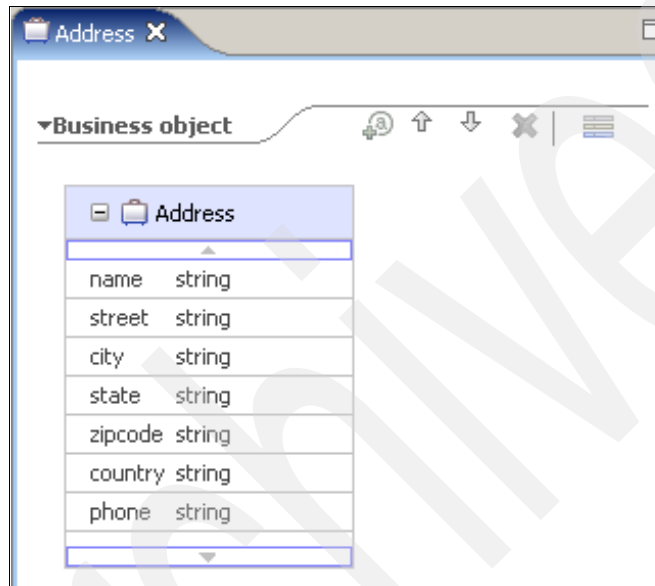 Address
Business object
Address
name string
street string
city string
state string
zipcode string
country string
phone string